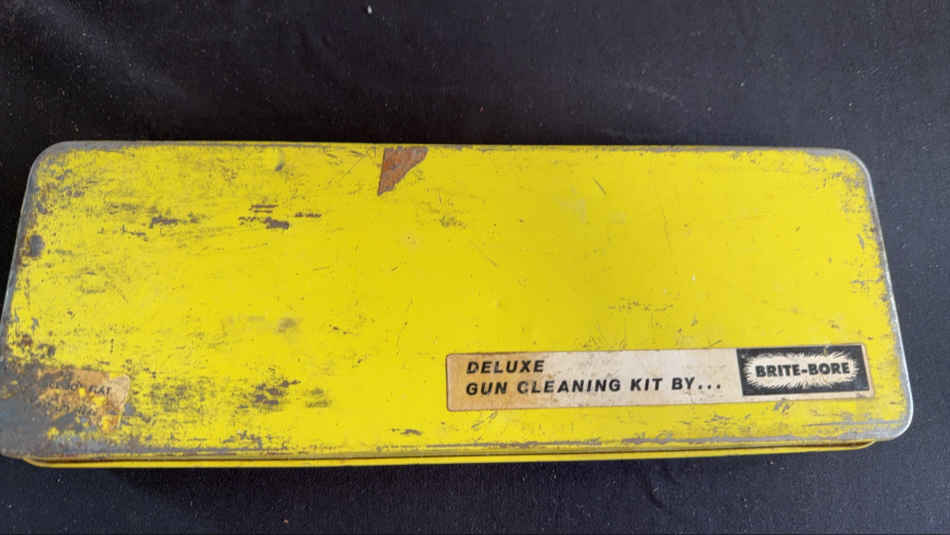 DELUXE
GUN CLEANING KIT BY...
BRITE-BORE